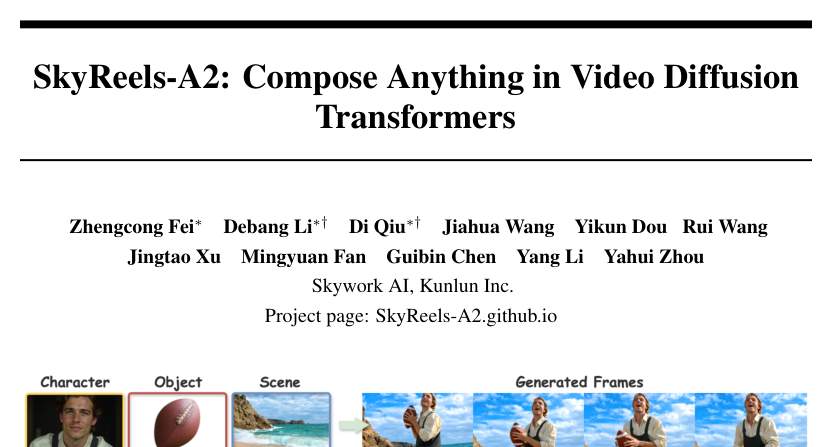 SkyReels-A2: Compose Anything in Video Diffusion
Transformers
Zhengcong Fei* Debang Li*† Di Qiu*† Jiahua Wang Yikun Dou Rui Wang
Jingtao Xu Mingyuan Fan Guibin Chen Yang Li Yahui Zhou
Skywork AI, Kunlun Inc.
Project page: SkyReels-A2.github.io
Character Object Scene Generated Frames